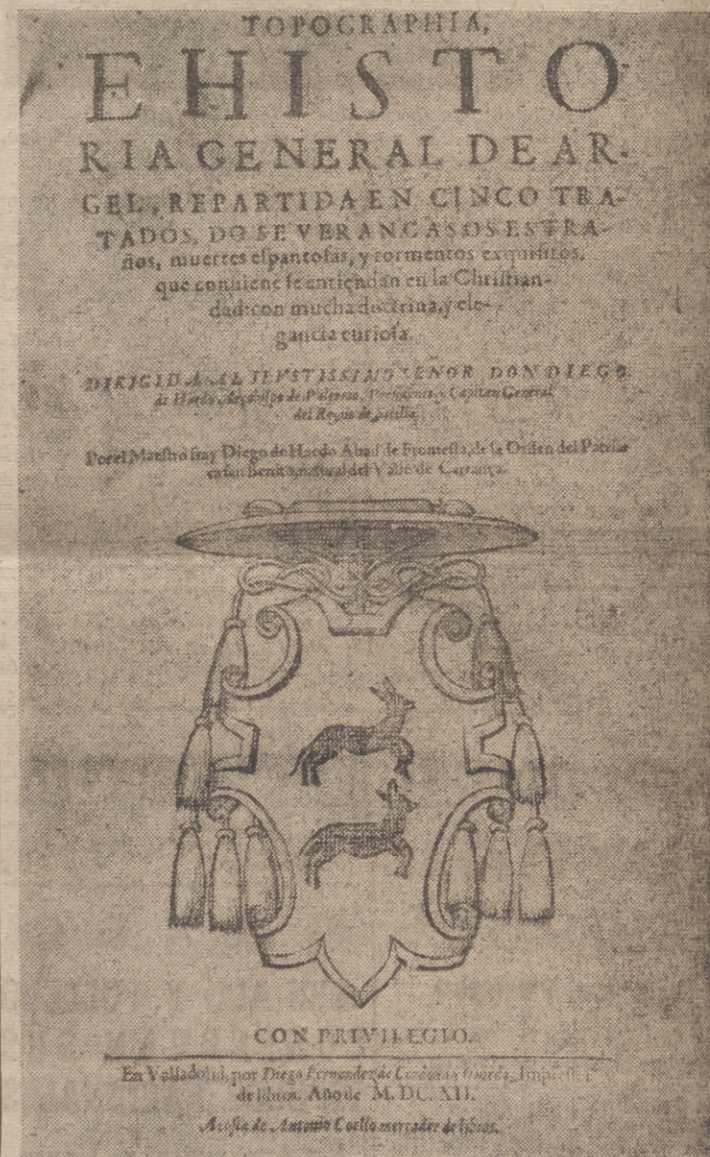 TOPOGRAPHIA,
E HISTO
RIA GENERAL DE AR-
GEL, REPARTIDA EN CINCO TRA-
TADOS, DO SE VERAN CASOS ESTRA-
ños, muertes eſpantoſas, y tormentos exquiſitos,
que conuiene ſe entiendan en la Chriſtian-
dad: con mucha doctrina, y ele-
gancia curioſa.
DIRIGIDA AL ILVSTISSIMO SEÑOR DON DIEGO
de Haedo Arçobiſpo de Palermo, Preſidente, y Capitan General
del Reyno de Sicilia.
Por el Maeſtro fray Diego de Haedo Abad de Fromeſta, de la Orden del Patriar
ca ſan Benito, natural del Valle de Carrança.
CON PRIVILEGIO.
En Valladolid, por Diego Fernandez de Cordoua y Ouiedo, Impreſſor
de libros. Año de M. DC. XII.
A coſta de Antonio Coello mercader de libros.